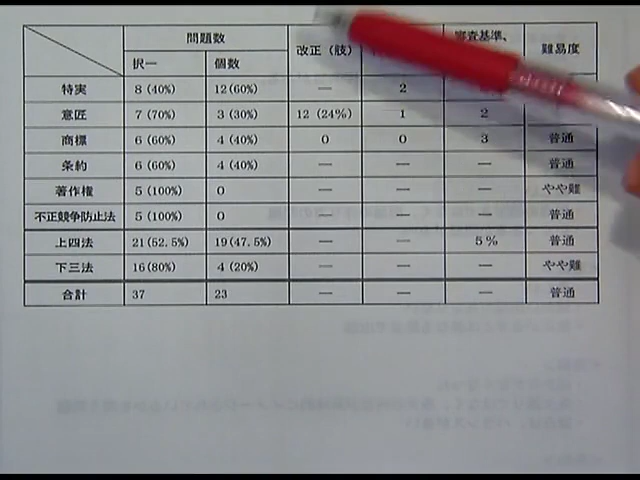 問題数 改正（肢） 審査基準、 難易度
択一 個数
特実 8(40%) 12(60%) — 2
意匠 7(70%) 3(30%) 12(24%) 1 2
商標 6(60%) 4(40%) 0 0 3 普通
条約 6(60%) 4(40%) — — — 普通
著作権 5(100%) 0 — — — やや難
不正競争防止法 5(100%) 0 — — — 普通
上四法 21(52.5%) 19(47.5%) — — 5% 普通
下三法 16(80%) 4(20%) — — — やや難
合計 37 23 — — — 普通